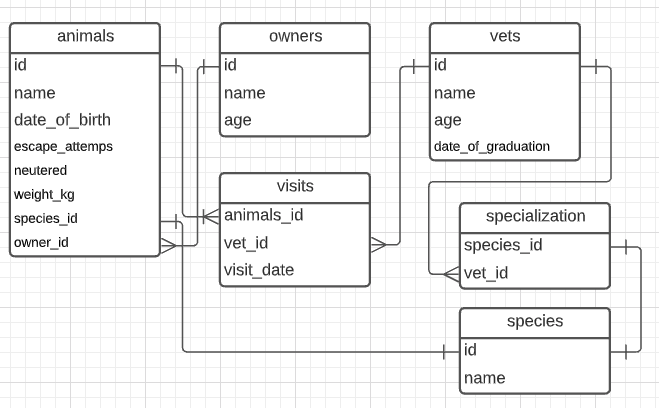 animals
id
name
date_of_birth
escape_attemps
neutered
weight_kg
species_id
owner_id
owners
id
name
age
vets
id
name
age
date_of_graduation
visits
animals_id
vet_id
visit_date
specialization
species_id
vet_id
species
id
name